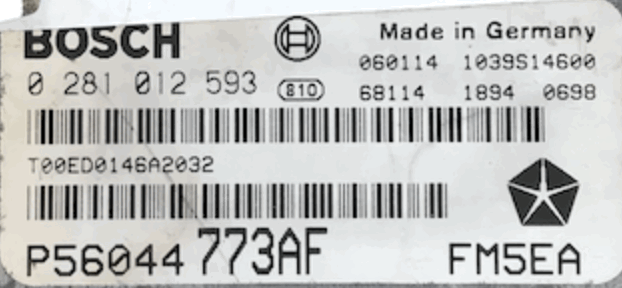 BOSCH
Made in Germany
060114 1039S14600
0 281 012 593 810
68114 1894 0698
T00ED0146A2032
P56044 773AF FM5EA